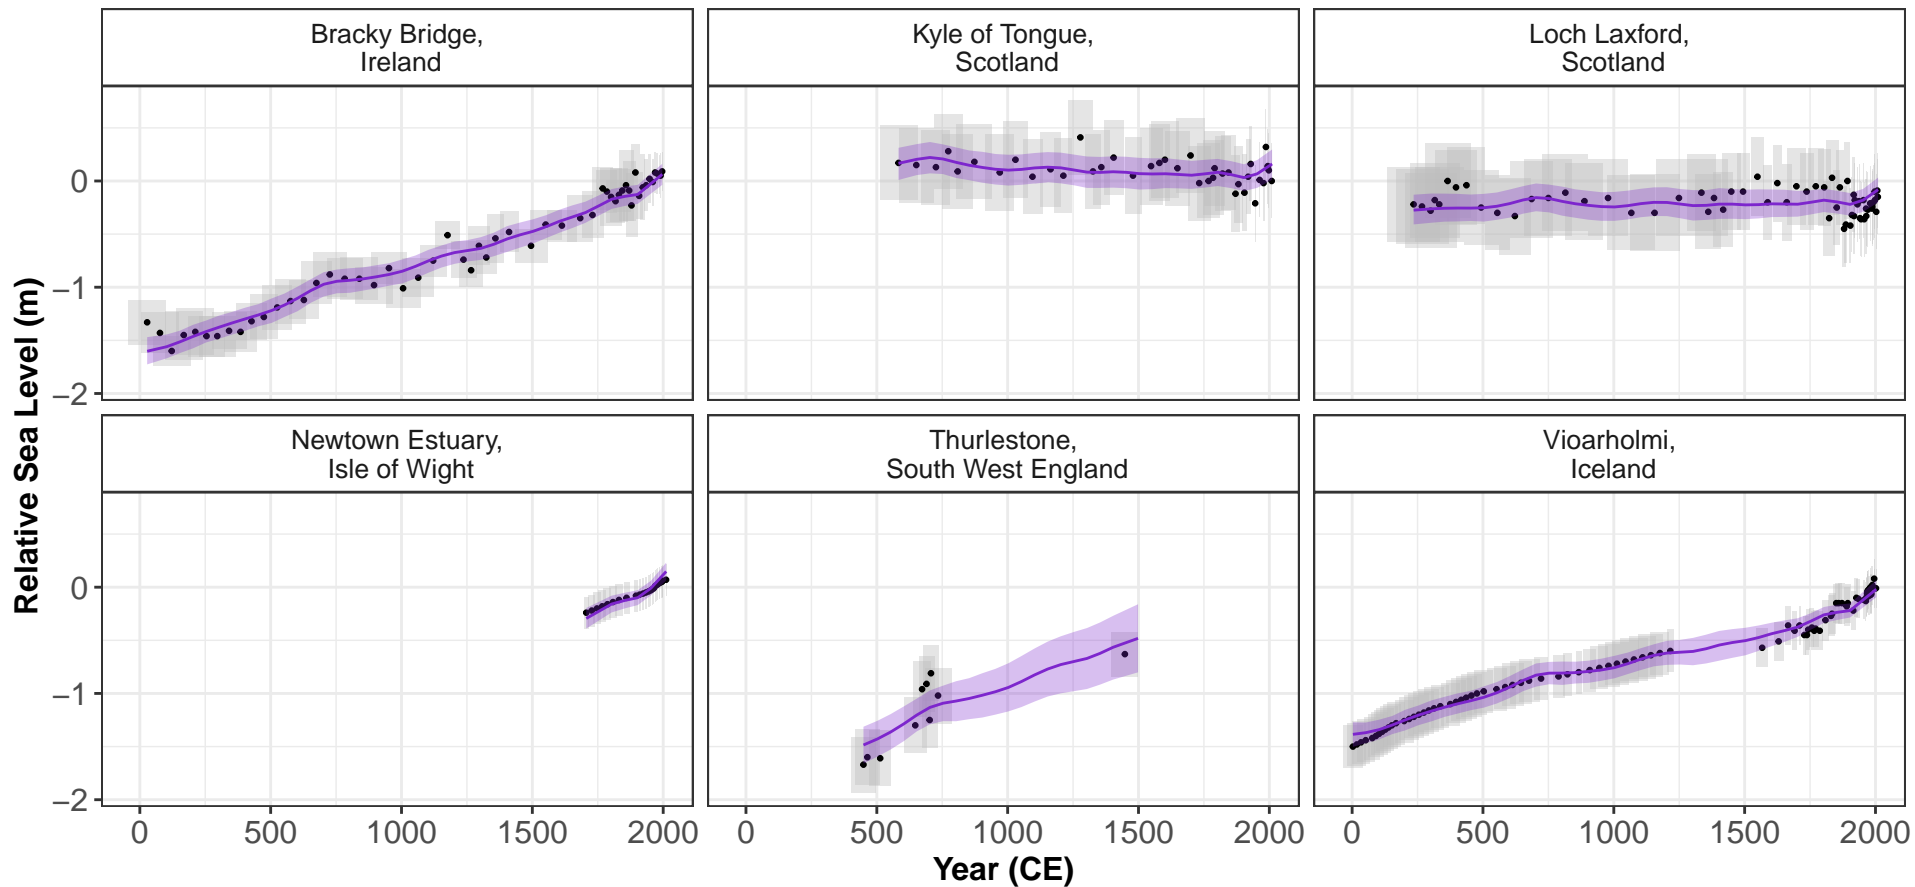 Bracky Bridge,
Ireland
Kyle of Tongue,
Scotland
Loch Laxford,
Scotland
0
−1
−2
Newtown Estuary,
Isle of Wight
Thurlestone,
South West England
Vioarholmi,
Iceland
0
−1
−2
0 500 1000 1500 2000
0 500 1000 1500 2000
0 500 1000 1500 2000
Relative Sea Level (m)
Year (CE)